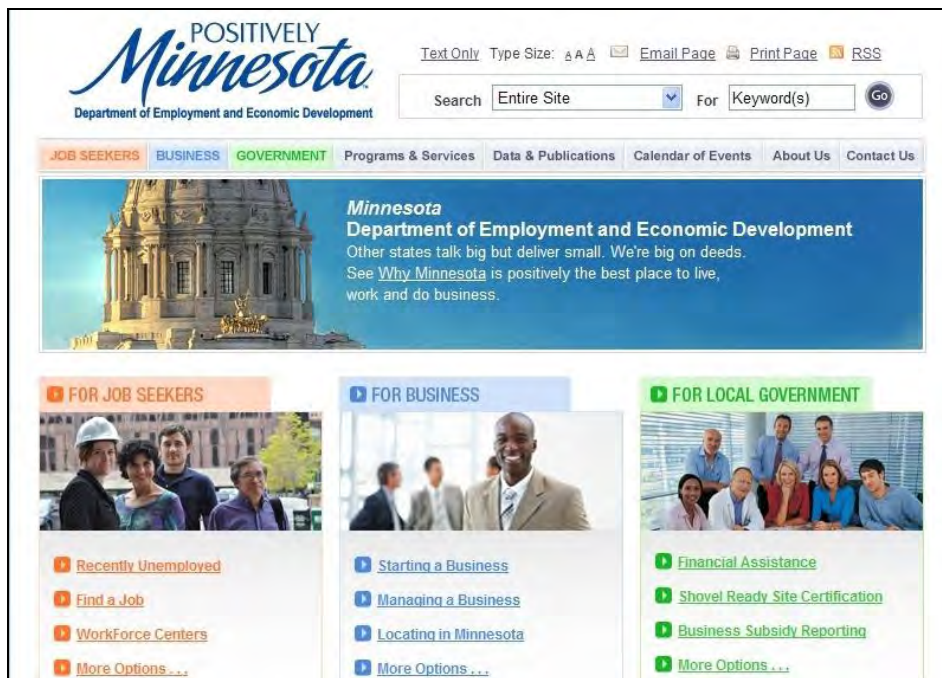 POSITIVELY
Minnesota
Department of Employment and Economic Development
Text Only Type Size: A A A Email Page Print Page RSS
Search Entire Site For Keyword(s) Go
JOB SEEKERS BUSINESS GOVERNMENT Programs & Services Data & Publications Calendar of Events About Us Contact Us
Minnesota
Department of Employment and Economic Development
Other states talk big but deliver small. We're big on deeds.
See Why Minnesota is positively the best place to live,
work and do business.
FOR JOB SEEKERS
Recently Unemployed
Find a Job
WorkForce Centers
More Options . . .
FOR BUSINESS
Starting a Business
Managing a Business
Locating in Minnesota
More Options . . .
FOR LOCAL GOVERNMENT
Financial Assistance
Shovel Ready Site Certification
Business Subsidy Reporting
More Options . . .